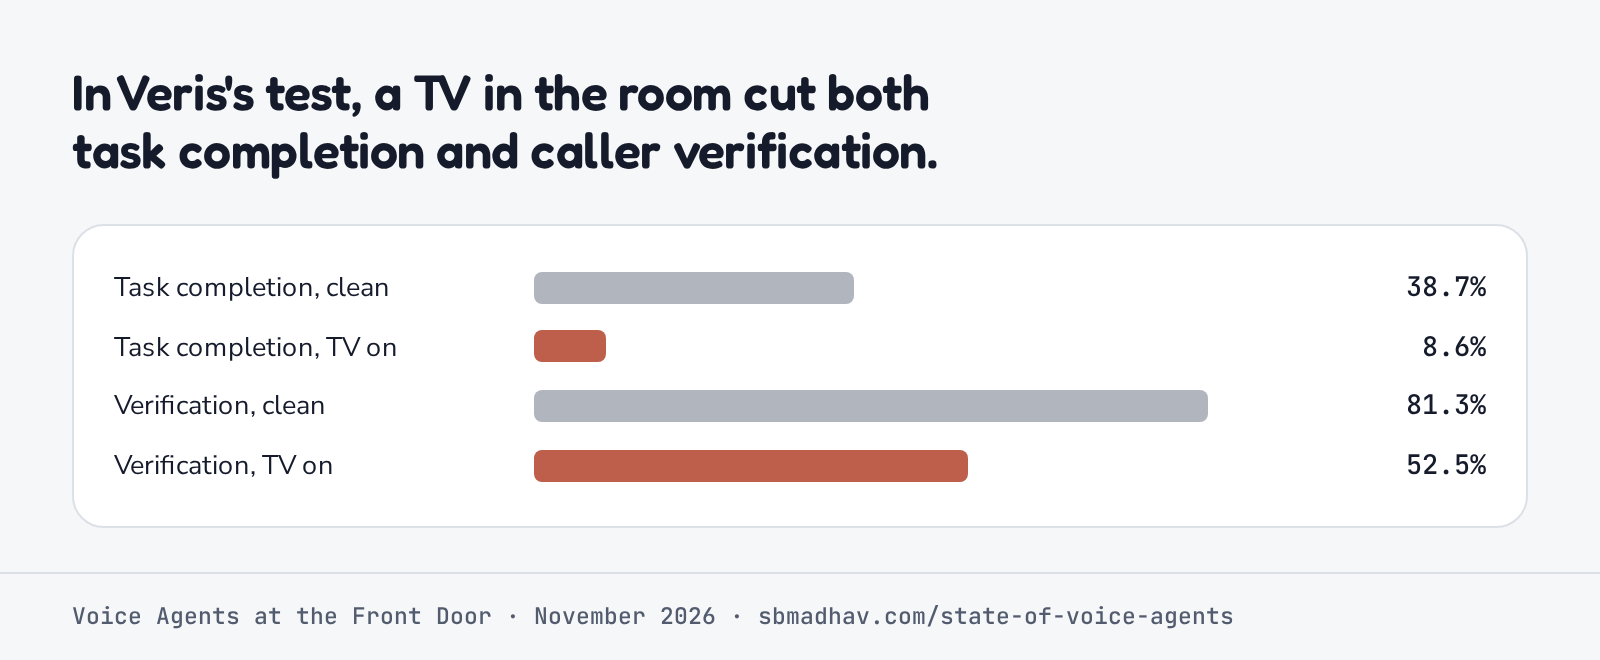 In Veris's test, a TV in the room cut both
task completion and caller verification.
Task completion, clean 38.7%
Task completion, TV on 8.6%
Verification, clean 81.3%
Verification, TV on 52.5%
Voice Agents at the Front Door · November 2026 · sbmadhav.com/state-of-voice-agents